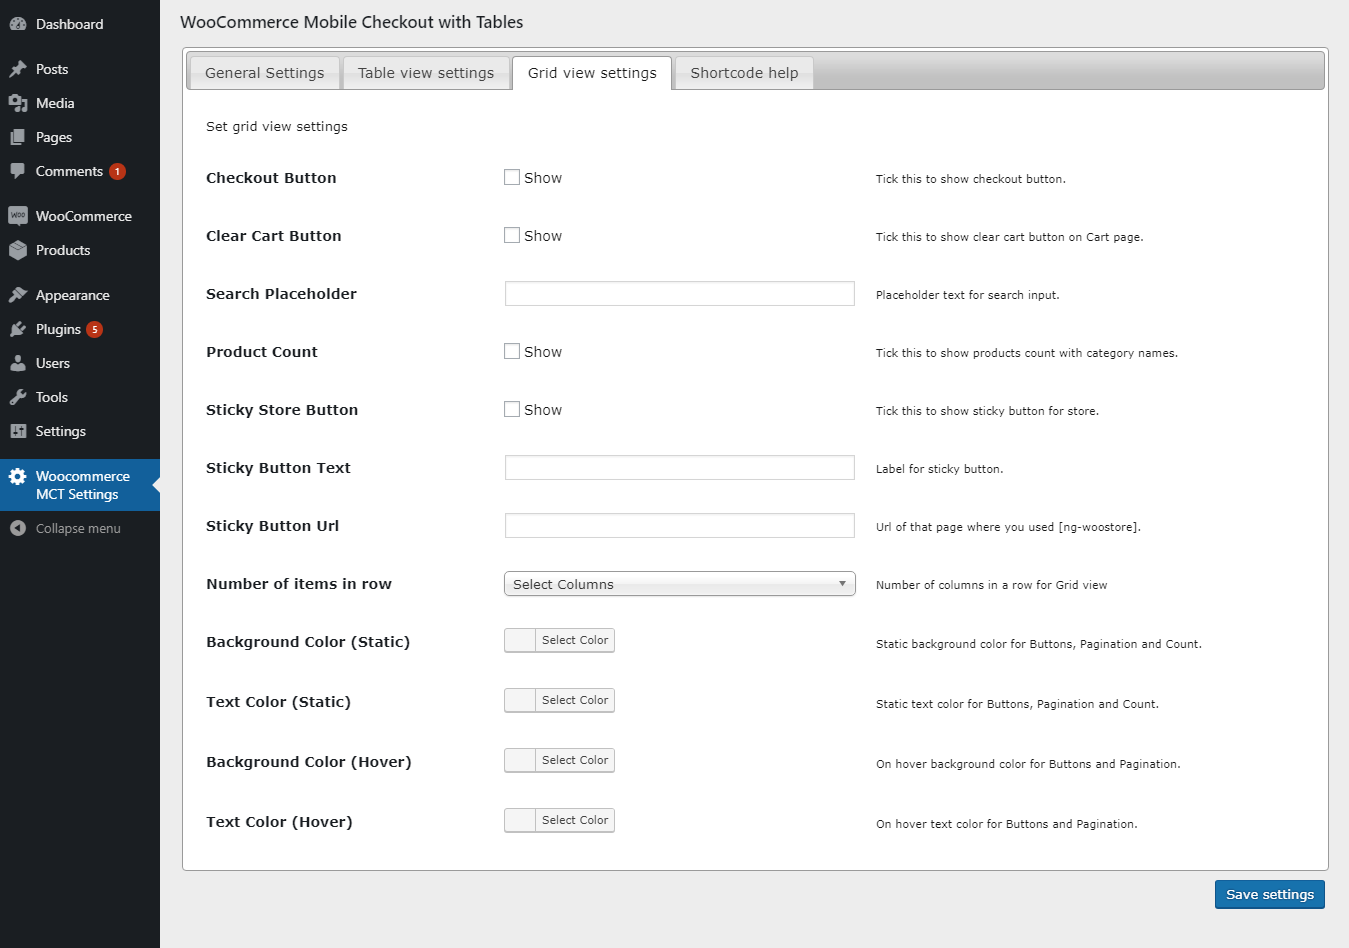 Dashboard
Posts
Media
Pages
Comments 1
WOO WooCommerce
Products
Appearance
Plugins 5
Users
Tools
Settings
Woocommerce
MCT Settings
Collapse menu
WooCommerce Mobile Checkout with Tables
General Settings Table view settings Grid view settings Shortcode help
Set grid view settings
Checkout Button Show Tick this to show checkout button.
Clear Cart Button Show Tick this to show clear cart button on Cart page.
Search Placeholder Placeholder text for search input.
Product Count Show Tick this to show products count with category names.
Sticky Store Button Show Tick this to show sticky button for store.
Sticky Button Text Label for sticky button.
Sticky Button Url Url of that page where you used [ng-woostore].
Number of items in row Select Columns Number of columns in a row for Grid view
Background Color (Static) Select Color Static background color for Buttons, Pagination and Count.
Text Color (Static) Select Color Static text color for Buttons, Pagination and Count.
Background Color (Hover) Select Color On hover background color for Buttons and Pagination.
Text Color (Hover) Select Color On hover text color for Buttons and Pagination.
Save settings